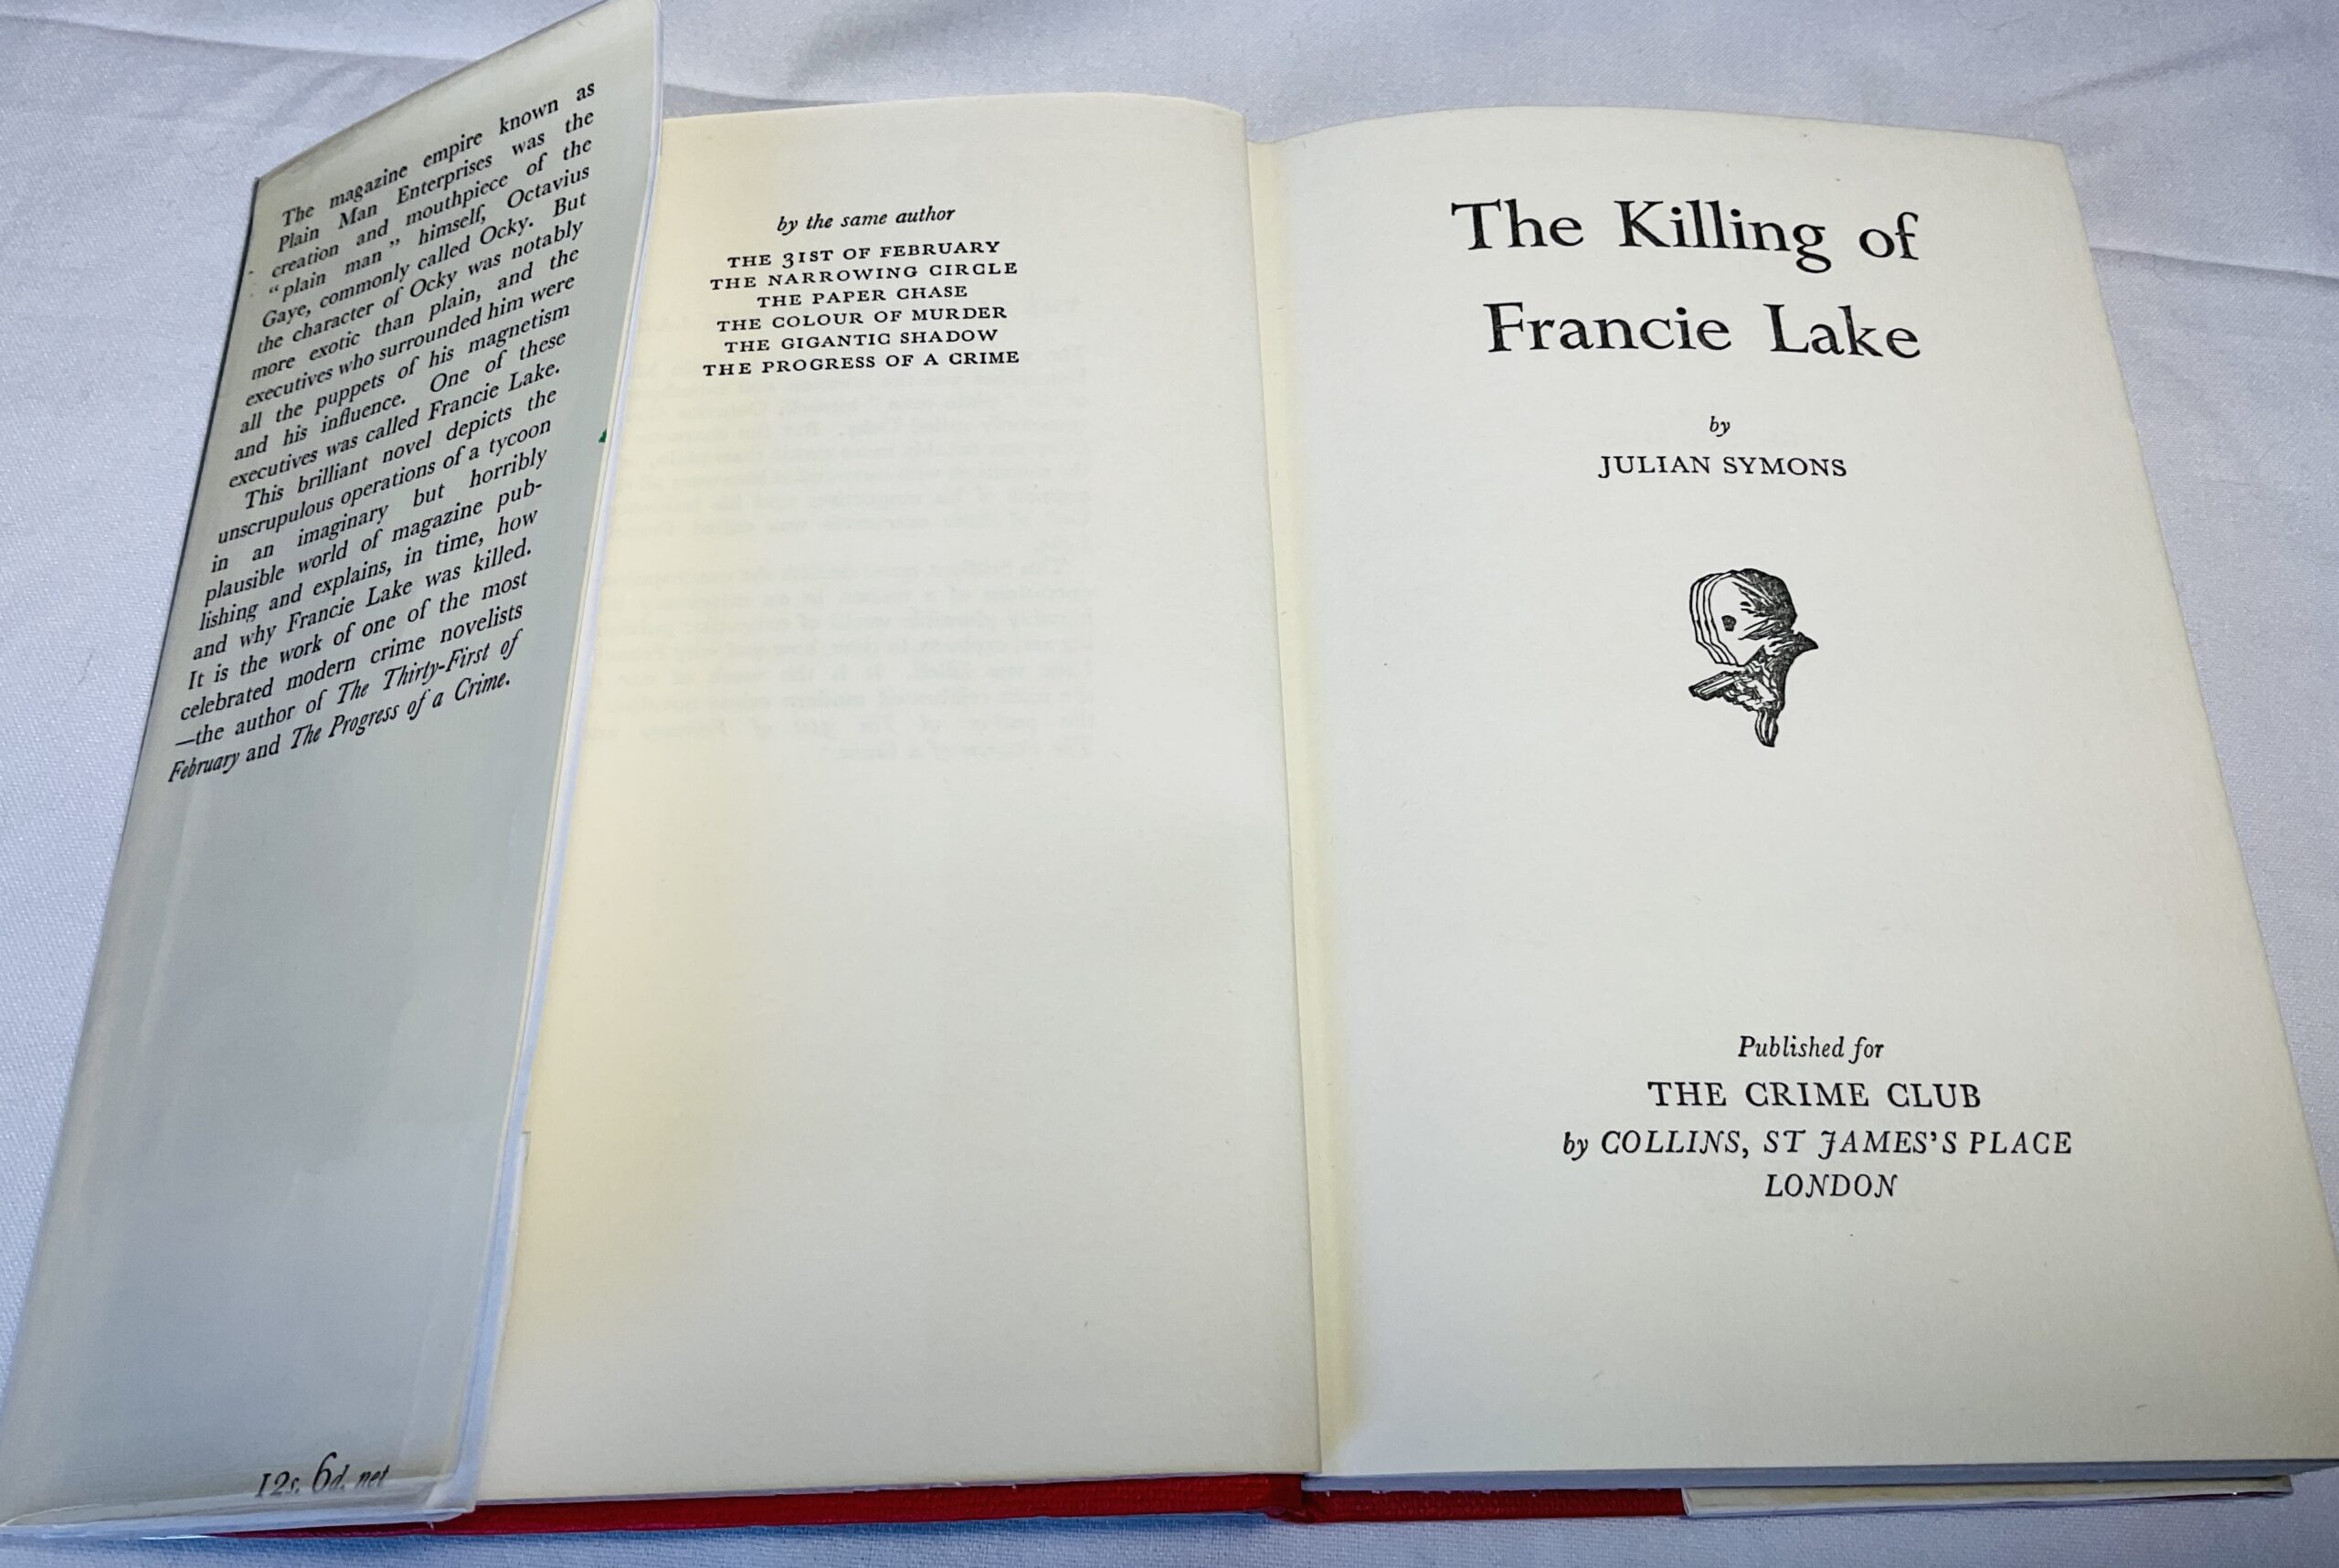 The magazine empire known as
Plain Man Enterprises was the
creation and mouthpiece of the
“plain man” himself, Octavius
Gaye, commonly called Ocky. But
the character of Ocky was notably
more exotic than plain, and the
executives who surrounded him were
all the puppets of his magnetism
and his influence. One of these
executives was called Francie Lake.
This brilliant novel depicts the
unscrupulous operations of a tycoon
in an imaginary but horribly
plausible world of magazine pub-
lishing and explains, in time, how
and why Francie Lake was killed.
It is the work of one of the most
celebrated modern crime novelists
—the author of The Thirty-First of
February and The Progress of a Crime.
12s. 6d. net
by the same author
THE 31ST OF FEBRUARY
THE NARROWING CIRCLE
THE PAPER CHASE
THE COLOUR OF MURDER
THE GIGANTIC SHADOW
THE PROGRESS OF A CRIME
The Killing of
Francie Lake
by
JULIAN SYMONS
Published for
THE CRIME CLUB
by COLLINS, ST JAMES'S PLACE
LONDON